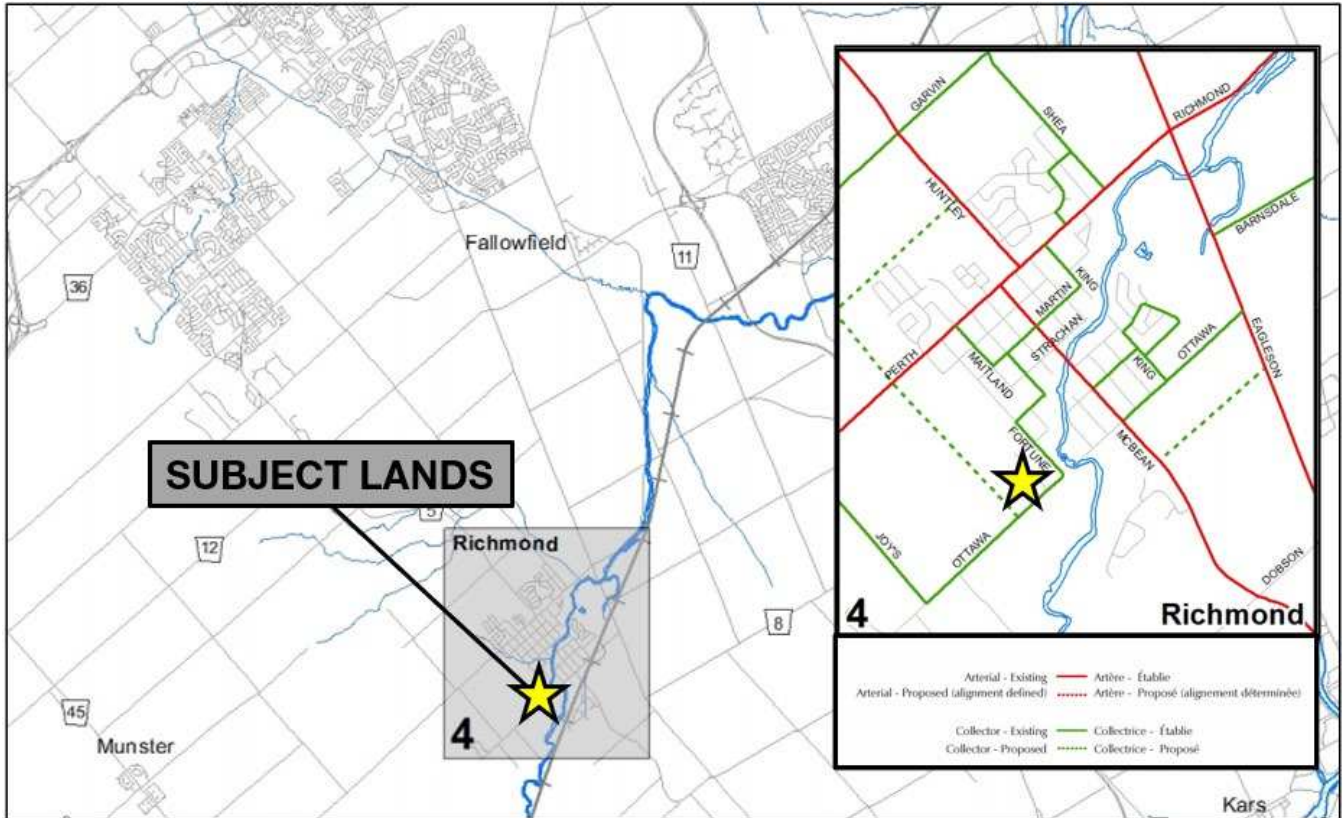 Fallowfield
11
36
SUBJECT LANDS
5
12
Richmond
8
4
45
Munster
Kars
GARVIN
SHEA
RICHMOND
HUNTLEY
BARNSDALE
KING
MARTIN
STRACHAN
EAGLESON
OTTAWA
PERTH
KING
MAITLAND
MCBEAN
FORTUNE
JOY'S
OTTAWA
DOBSON
4
Richmond
Arterial - Existing Artère - Établie
Arterial - Proposed (alignment defined) Artère - Proposé (alignement déterminée)
Collector - Existing Collectrice - Établie
Collector - Proposed Collectrice - Proposé